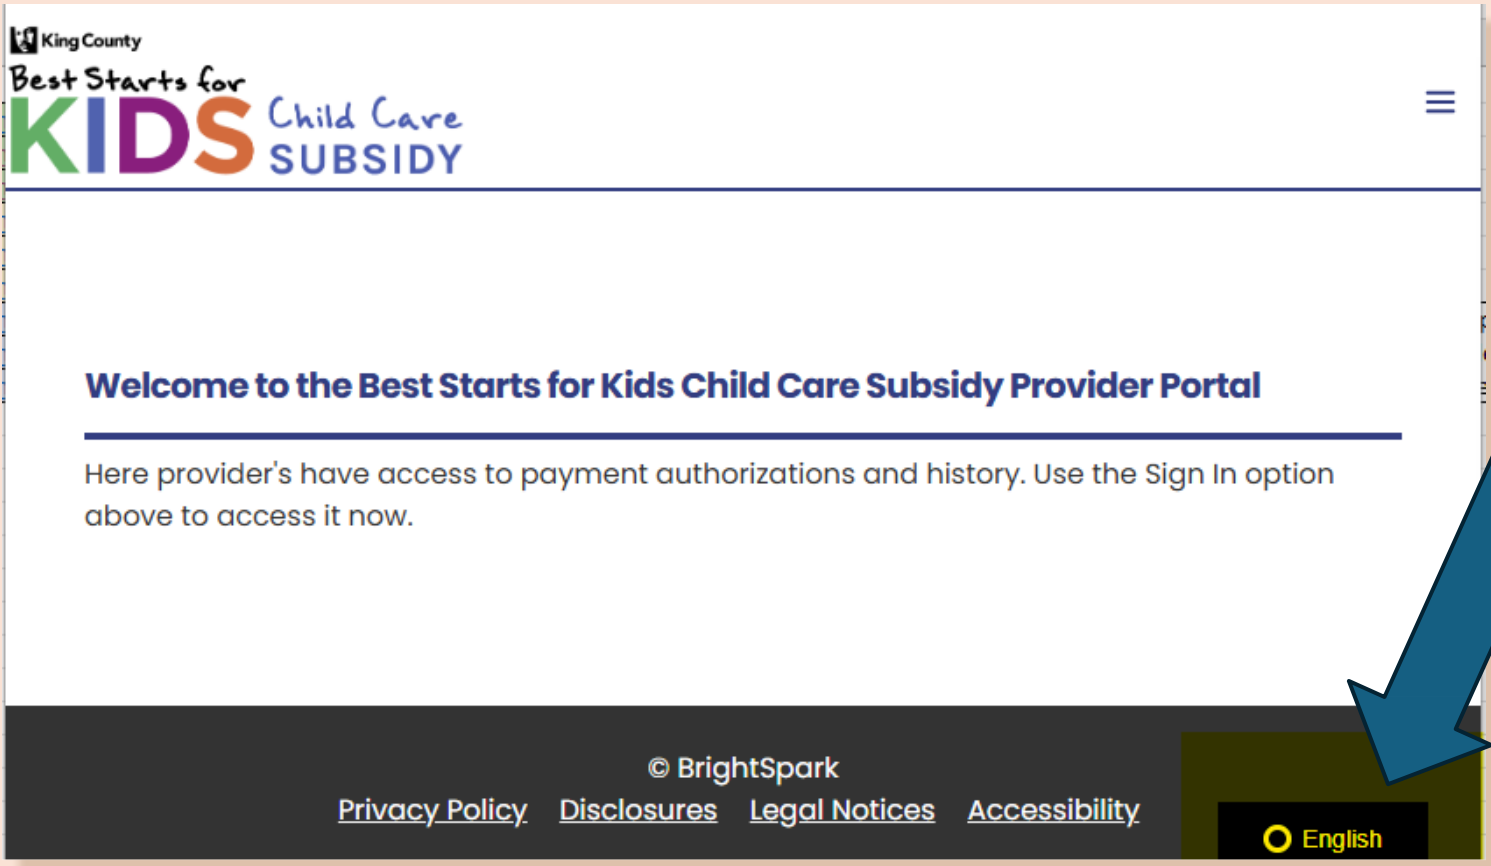 King County
Best Starts for
KIDS Child Care
SUBSIDY
Welcome to the Best Starts for Kids Child Care Subsidy Provider Portal
Here provider's have access to payment authorizations and history. Use the Sign In option
above to access it now.
© BrightSpark
Privacy Policy Disclosures Legal Notices Accessibility
English